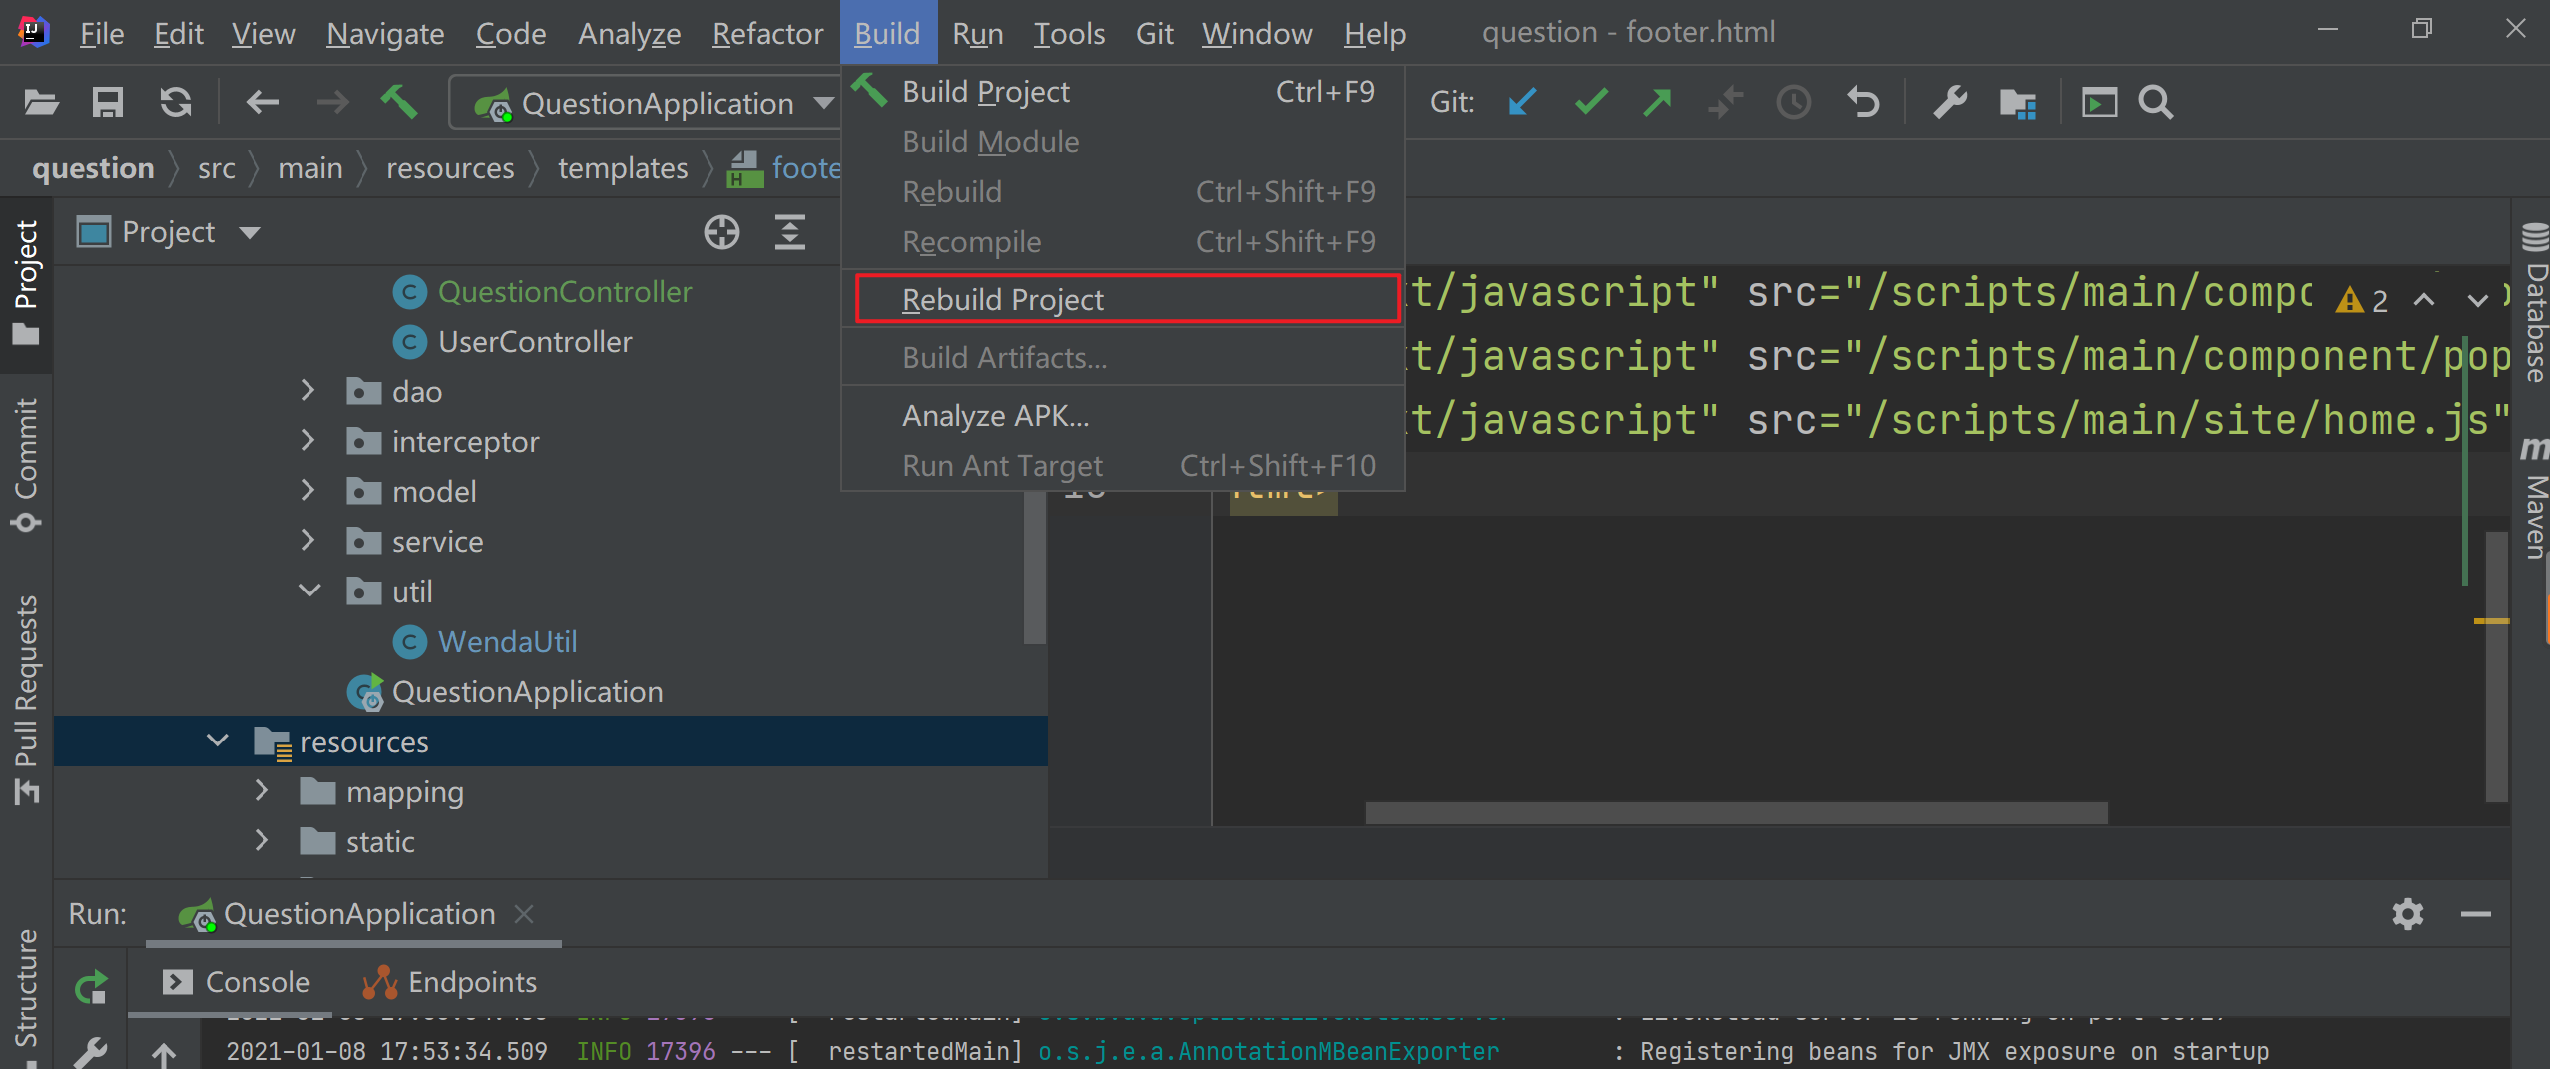 File Edit View Navigate Code Analyze Refactor Build Run Tools Git Window Help question - footer.html
QuestionApplication
Git:
question src main resources templates foote
Build Project Ctrl+F9
Build Module
Rebuild Ctrl+Shift+F9
Recompile Ctrl+Shift+F9
Rebuild Project
Build Artifacts...
Analyze APK...
Run Ant Target Ctrl+Shift+F10
Project
Commit
Pull Requests
Structure
Project
QuestionController
UserController
dao
interceptor
model
service
util
WendaUtil
QuestionApplication
resources
mapping
static
t/javascript" src="/scripts/main/compo
2
t/javascript" src="/scripts/main/component/pop
t/javascript" src="/scripts/main/site/home.js"
Database
Maven
Run: QuestionApplication
Console Endpoints
2021-01-08 17:53:34.509 INFO 17396 --- [ restartedMain] o.s.j.e.a.AnnotationMBeanExporter : Registering beans for JMX exposure on startup